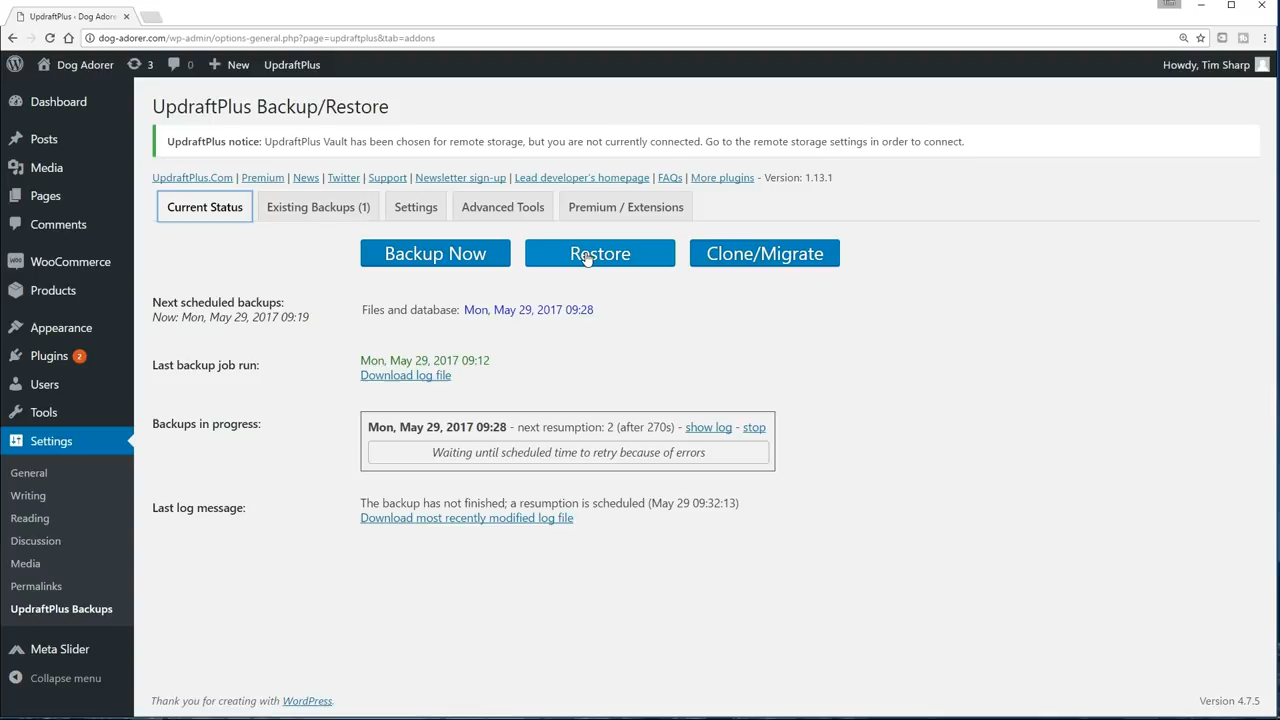 UpdraftPlus ‹ Dog Adore
dog-adorer.com/wp-admin/options-general.php?page=updraftplus&tab=addons
Dog Adorer 3 0 New UpdraftPlus Howdy, Tim Sharp
Dashboard
Posts
Media
Pages
Comments
WooCommerce
Products
Appearance
Plugins 2
Users
Tools
Settings
General
Writing
Reading
Discussion
Media
Permalinks
UpdraftPlus Backups
Meta Slider
Collapse menu
UpdraftPlus Backup/Restore
UpdraftPlus notice: UpdraftPlus Vault has been chosen for remote storage, but you are not currently connected. Go to the remote storage settings in order to connect.
UpdraftPlus.Com | Premium | News | Twitter | Support | Newsletter sign-up | Lead developer's homepage | FAQs | More plugins - Version: 1.13.1
Current Status Existing Backups (1) Settings Advanced Tools Premium / Extensions
Backup Now Restore Clone/Migrate
Next scheduled backups:
Now: Mon, May 29, 2017 09:19
Files and database: Mon, May 29, 2017 09:28
Last backup job run:
Mon, May 29, 2017 09:12
Download log file
Backups in progress:
Mon, May 29, 2017 09:28 - next resumption: 2 (after 270s) - show log - stop
Waiting until scheduled time to retry because of errors
Last log message:
The backup has not finished; a resumption is scheduled (May 29 09:32:13)
Download most recently modified log file
Thank you for creating with WordPress.
Version 4.7.5